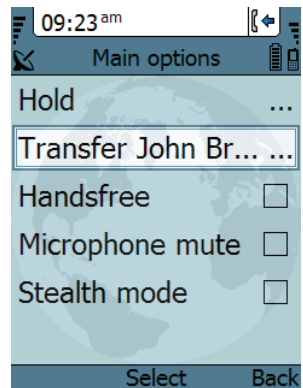 09:23 am
Main options
Hold ...
Transfer John Br... ...
Handsfree
Microphone mute
Stealth mode
Select Back